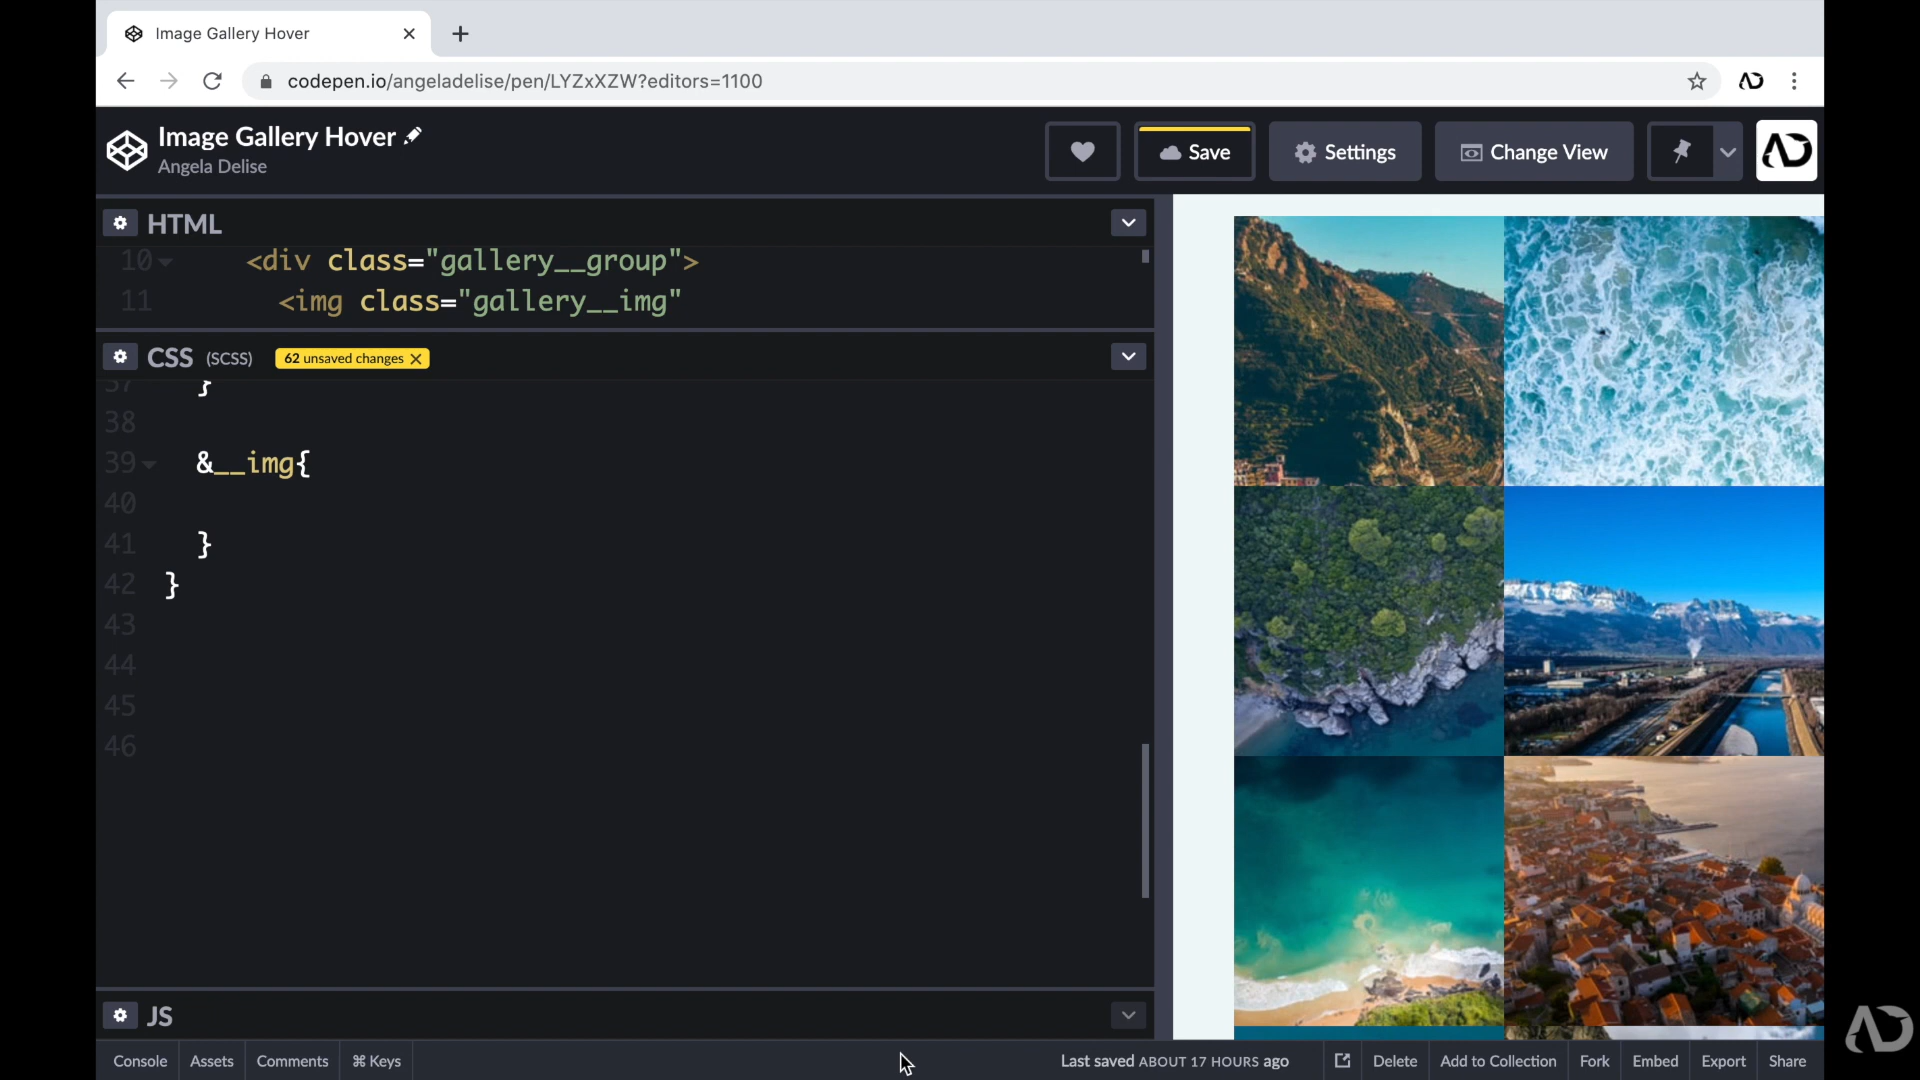 Image Gallery Hover
codepen.io/angeladelise/pen/LYZxXZW?editors=1100
Image Gallery Hover
Angela Delise
Save
Settings
Change View
HTML
10 <div class="gallery__group">
11 <img class="gallery__img"
CSS (SCSS) 62 unsaved changes
37 }
38
39 &__img{
40
41 }
42 }
43
44
45
46
JS
Console Assets Comments ⌘ Keys Last saved ABOUT 17 HOURS ago Delete Add to Collection Fork Embed Export Share